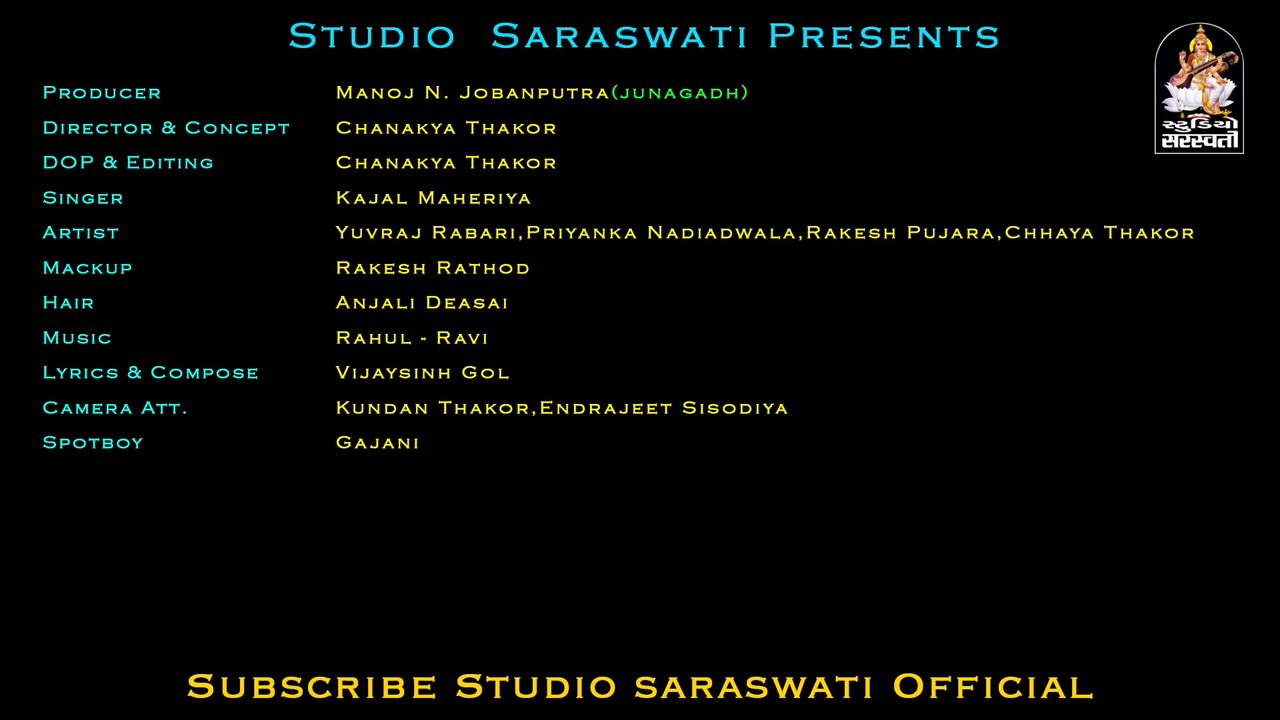 Studio Saraswati Presents
સ્ટુડિયો
सरस्वती
Producer Manoj N. Jobanputra(junagadh)
Director & Concept Chanakya Thakor
DOP & Editing Chanakya Thakor
Singer Kajal Maheriya
Artist Yuvraj Rabari,Priyanka Nadiadwala,Rakesh Pujara,Chhaya Thakor
Mackup Rakesh Rathod
Hair Anjali Deasai
Music Rahul - Ravi
Lyrics & Compose Vijaysinh Gol
Camera Att. Kundan Thakor,Endrajeet Sisodiya
Spotboy Gajani
Subscribe Studio saraswati Official